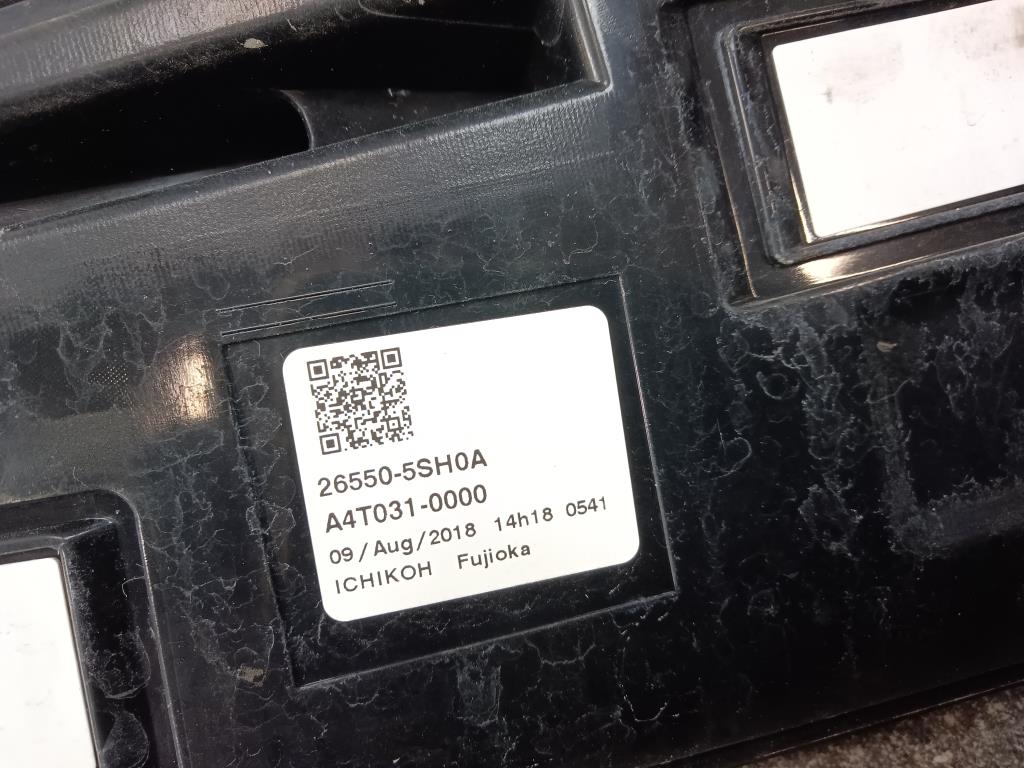 26550-5SH0A
A4T031-0000
09/Aug/2018 14h18 0541
ICHIKOH Fujioka